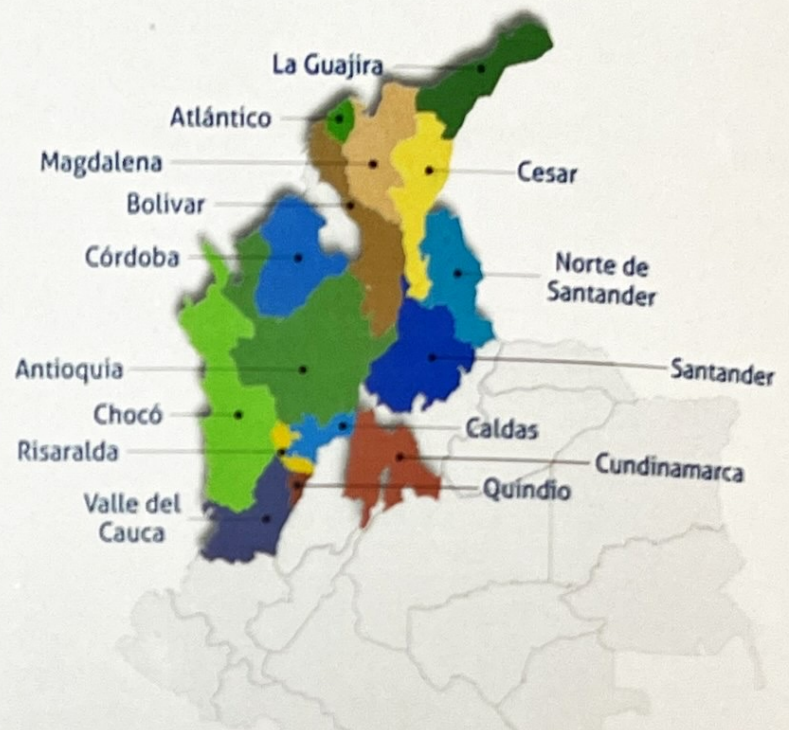 La Guajira
Atlántico
Magdalena
Cesar
Bolivar
Córdoba
Norte de
Santander
Antioquia
Santander
Chocó
Caldas
Risaralda
Cundinamarca
Quindio
Valle del
Cauca